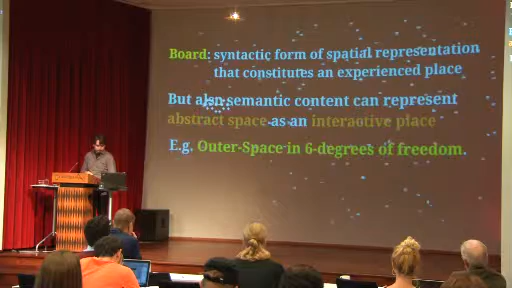 Board: syntactic form of spatial representation
that constitutes an experienced place
But also semantic content can represent
abstract space as an interactive place
E.g. Outer-Space in 6-degrees of freedom.